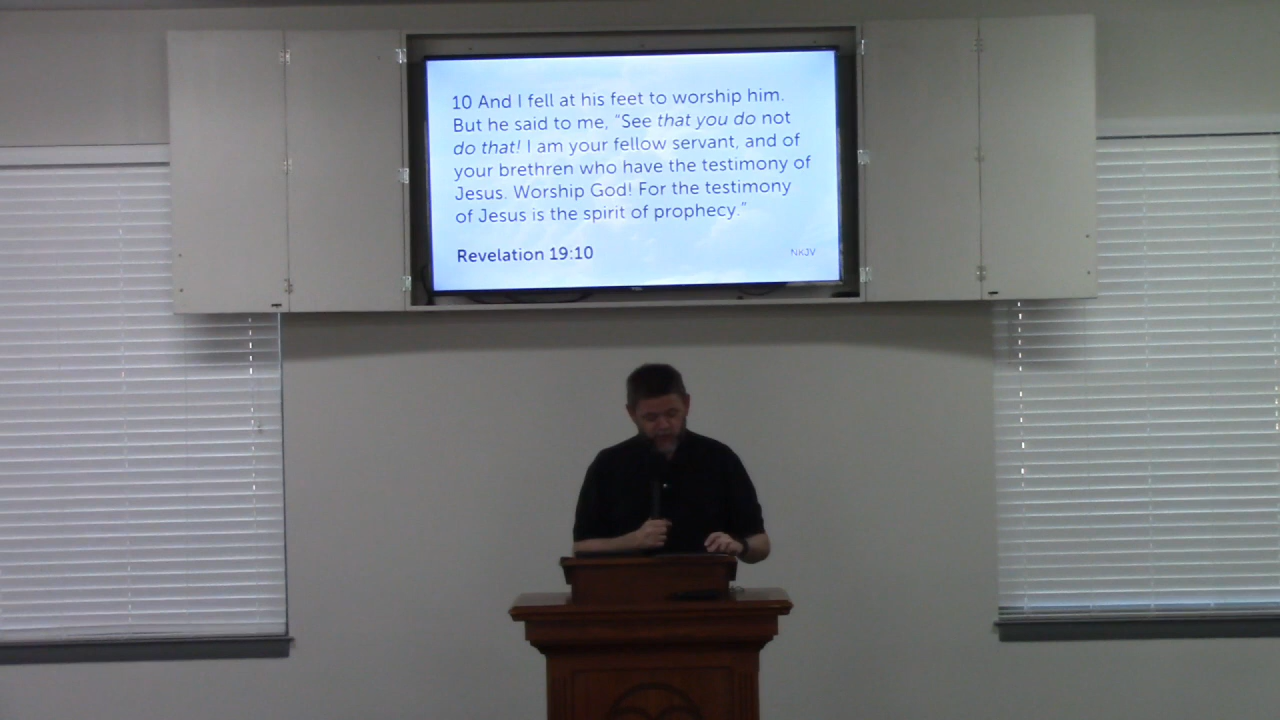 10 And I fell at his feet to worship him.
But he said to me, “See that you do not
do that! I am your fellow servant, and of
your brethren who have the testimony of
Jesus. Worship God! For the testimony
of Jesus is the spirit of prophecy.”
Revelation 19:10
NKJV